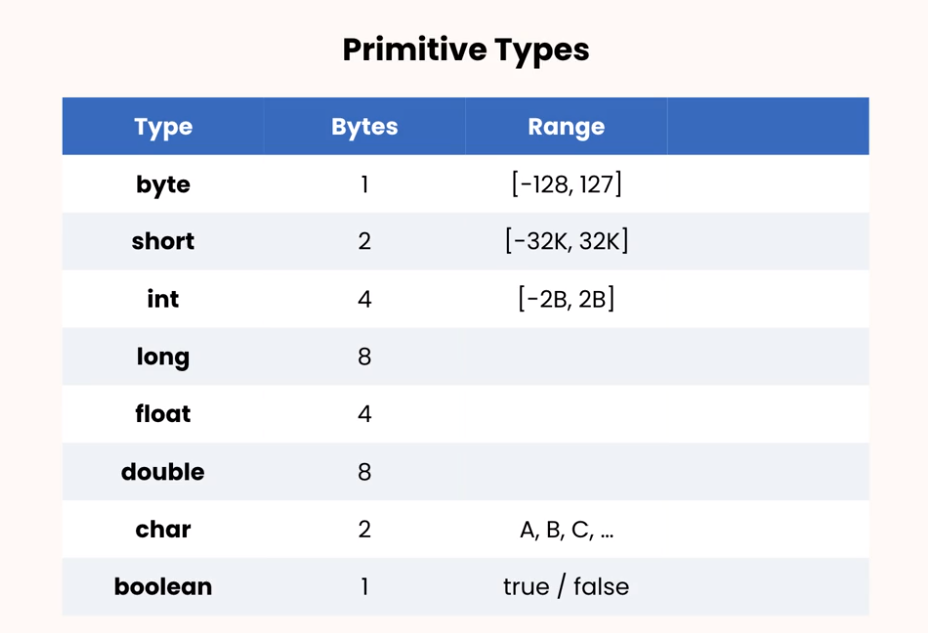 Primitive Types
Type Bytes Range
byte 1 [-128, 127]
short 2 [-32K, 32K]
int 4 [-2B, 2B]
long 8
float 4
double 8
char 2 A, B, C, ...
boolean 1 true / false